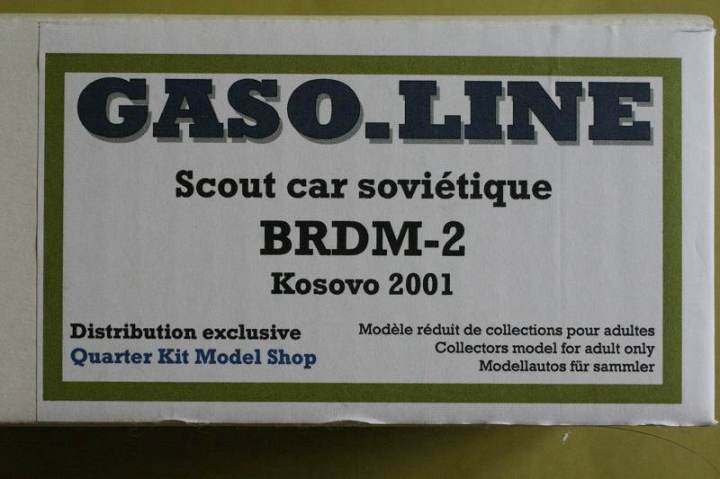 GASO.LINE
Scout car soviétique
BRDM-2
Kosovo 2001
Distribution exclusive
Quarter Kit Model Shop
Modèle réduit de collections pour adultes
Collectors model for adult only
Modellautos für sammler